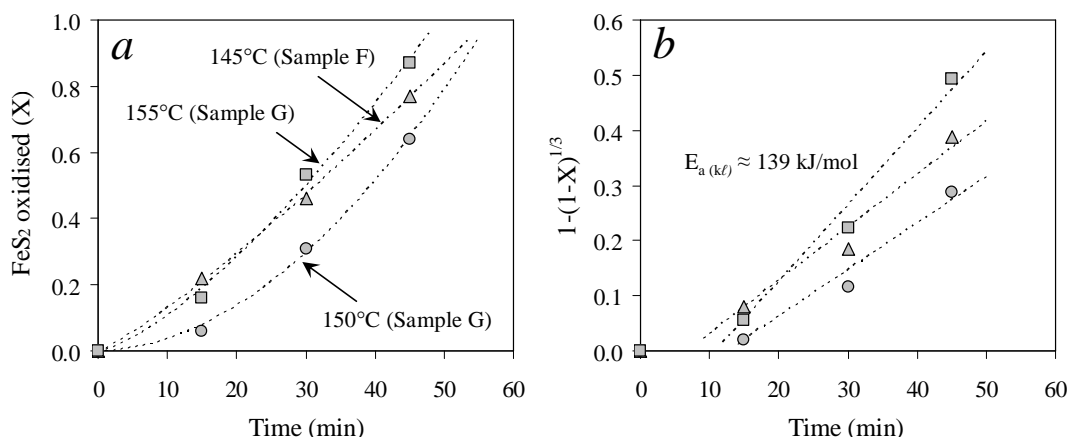 a
1.0
0.8
0.6
0.4
0.2
0.0
FeS₂ oxidised (X)
145°C (Sample F)
155°C (Sample G)
150°C (Sample G)
0 10 20 30 40 50 60
Time (min)
b
0.6
0.5
0.4
0.3
0.2
0.1
0.0
1-(1-X)^1/3
Eₐ (kℓ) ≈ 139 kJ/mol
0 10 20 30 40 50 60
Time (min)